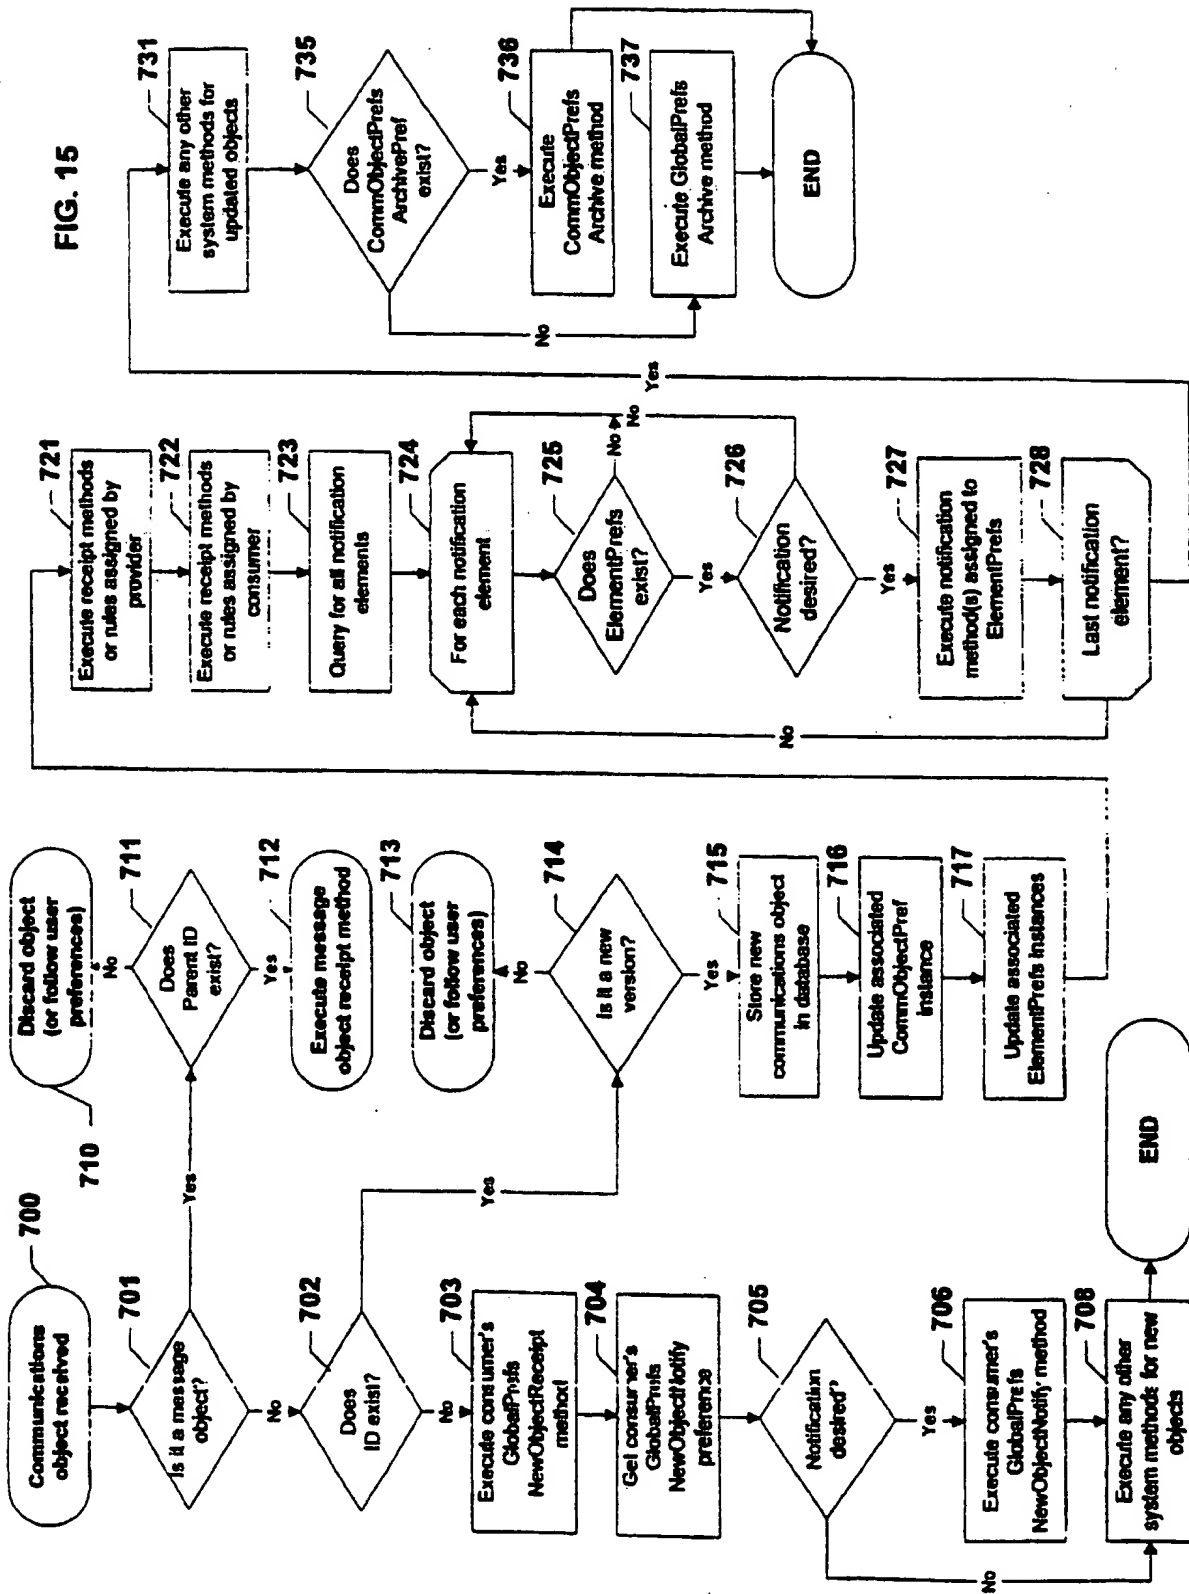 FIG. 15
700
Communications
object received
701
Is it a message
object?
Yes
No
702
Does
ID exist?
Yes
No
703
Execute consumer's
GlobalPrefs
NewObjectReceipt
method
704
Get consumer's
GlobalPrefs
NewObjectNotify
preference
705
Notification
desired?
Yes
No
706
Execute consumer's
GlobalPrefs
NewObjectNotify method
708
Execute any other
system methods for new
objects
END
710
Discard object
(or follow user
preferences)
No
711
Does
Parent ID
exist?
Yes
712
Execute message
object receipt method
713
Discard object
(or follow user
preferences)
No
714
Is it a new
version?
Yes
715
Store new
communications object
in database
716
Update associated
CommObjectPref
instance
717
Update associated
ElementPrefs instances
721
Execute receipt methods
or rules assigned by
provider
722
Execute receipt methods
or rules assigned by
consumer
723
Query for all notification
elements
724
For each notification
element
725
Does
ElementPrefs
exist?
No
Yes
726
Notification
desired?
No
Yes
727
Execute notification
method(s) assigned to
ElementPrefs
728
Last notification
element?
No
Yes
731
Execute any other
system methods for
updated objects
735
Does
CommObjectPrefs
ArchivePref
exist?
Yes
No
736
Execute
CommObjectPrefs
Archive method
737
Execute GlobalPrefs
Archive method
END